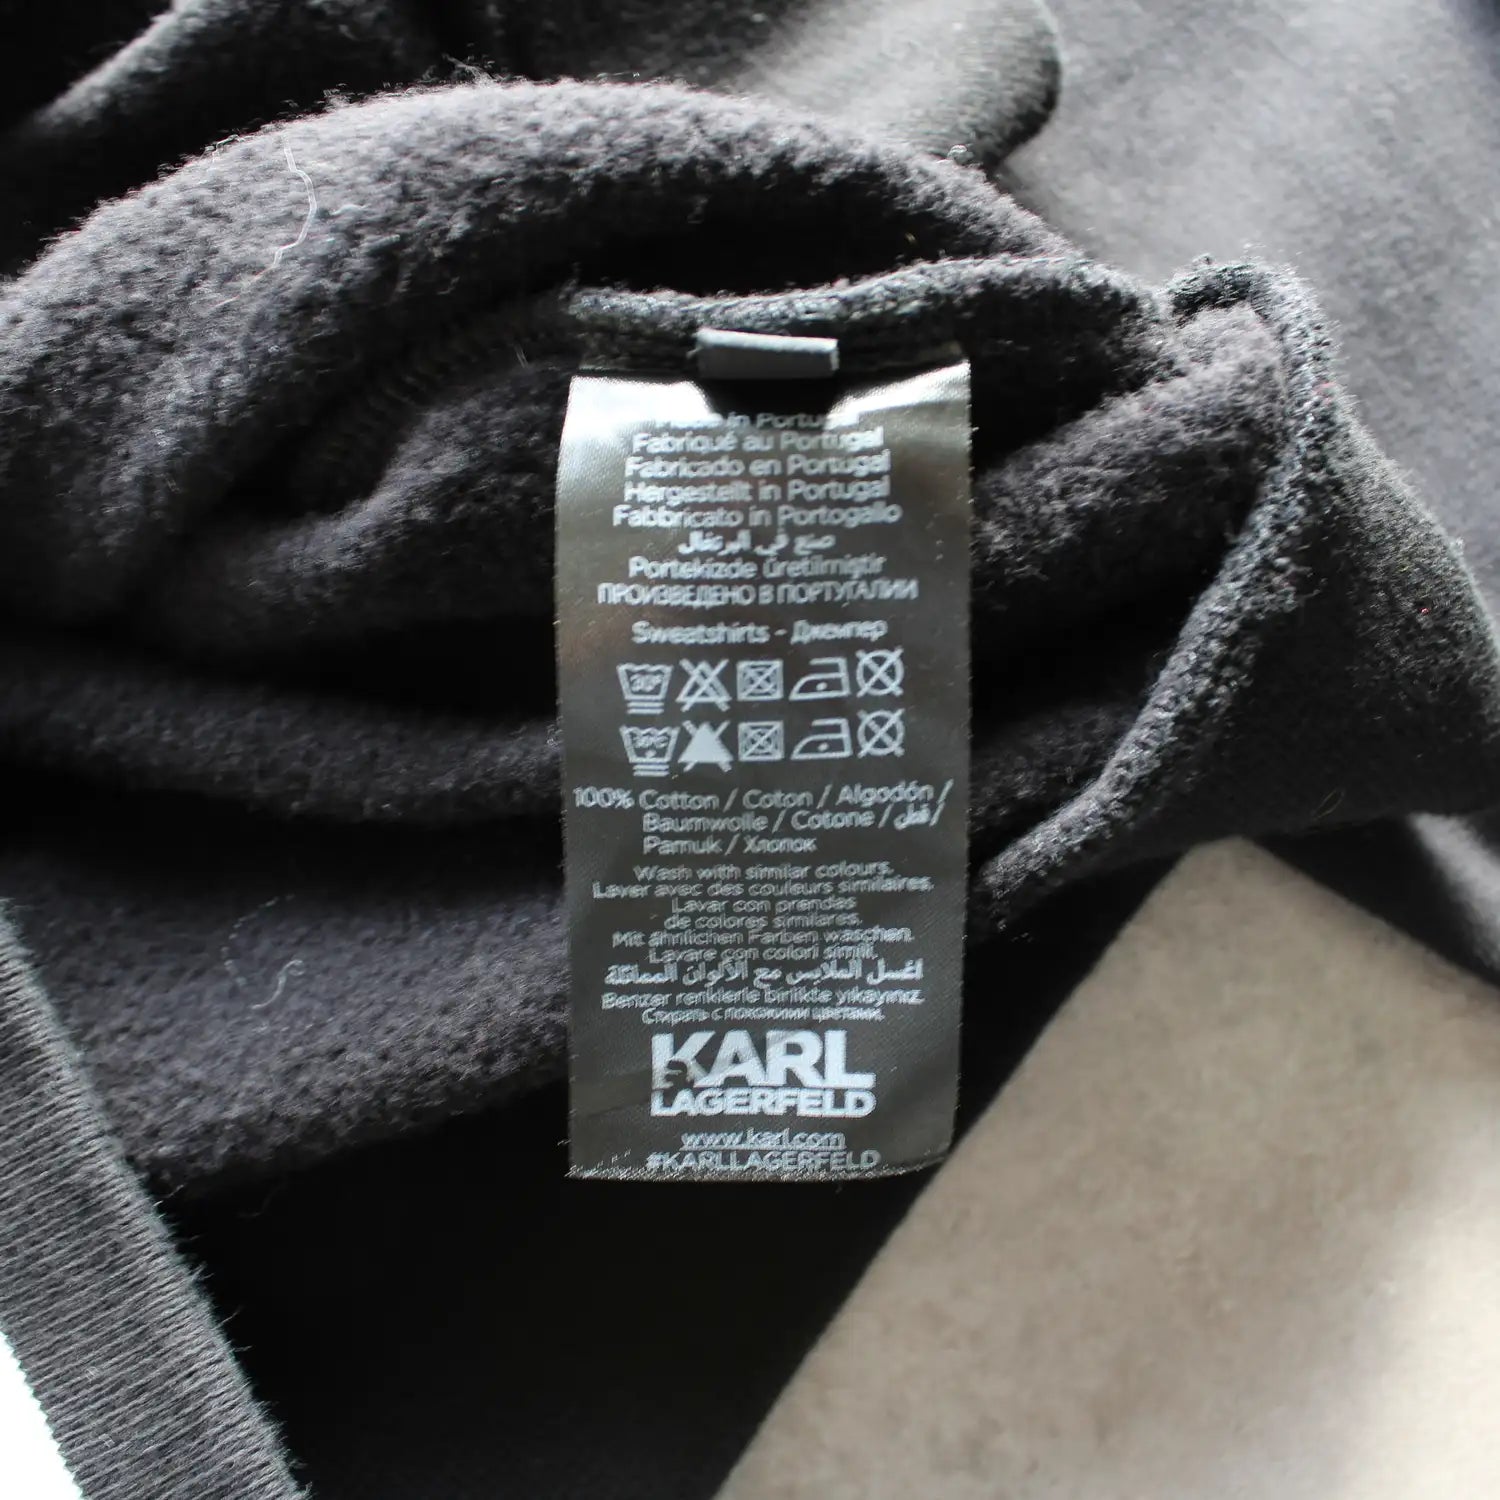 Made in Portugal
Fabriqué au Portugal
Fabricado en Portugal
Hergestellt in Portugal
Fabbricato in Portogallo
صنع في البرتغال
Portekizde üretilmiştir
ПРОИЗВЕДЕНО В ПОРТУГАЛИИ
Sweatshirts - Джемпер
30°
30°
100% Cotton / Coton / Algodón /
Baumwolle / Cotone / قطن /
Pamuk / Хлопок
Wash with similar colours.
Laver avec des couleurs similaires.
Lavar con prendas
de colores similares.
Mit ähnlichen Farben waschen.
Lavare con colori simili.
اغسل الملابس مع الألوان المماثلة
Benzer renklerle birlikte yıkayınız.
Стирать с похожими цветами.
KARL
LAGERFELD
www.karl.com
#KARLLAGERFELD